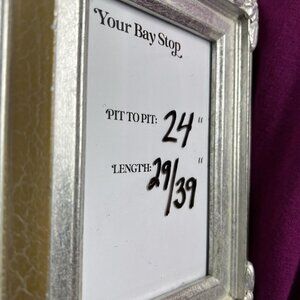 Your Bay Stop
PIT TO PIT: 24 "
LENGTH: 29/39 "